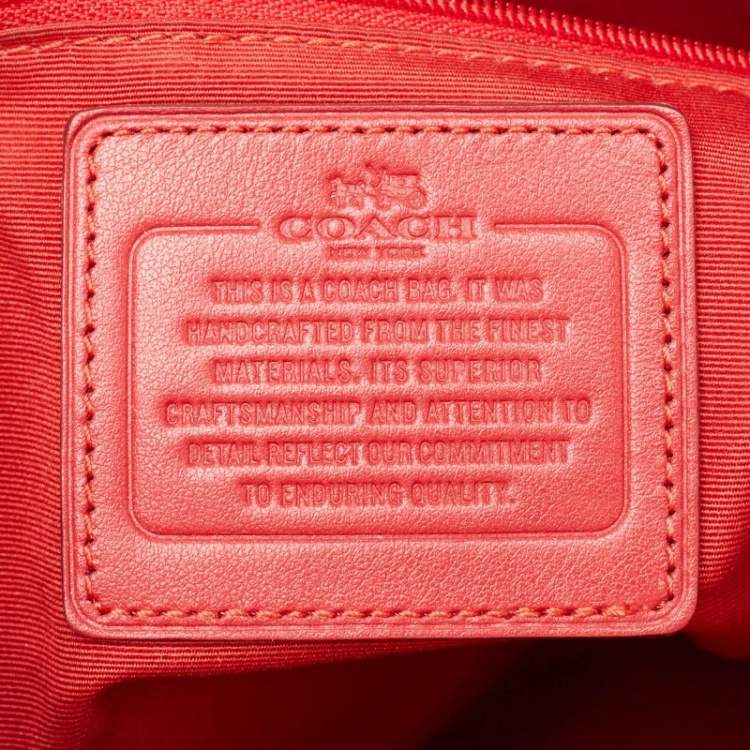 COACH
NEW YORK
THIS IS A COACH BAG. IT WAS
HANDCRAFTED FROM THE FINEST
MATERIALS. ITS SUPERIOR
CRAFTSMANSHIP AND ATTENTION TO
DETAIL REFLECT OUR COMMITMENT
TO ENDURING QUALITY.